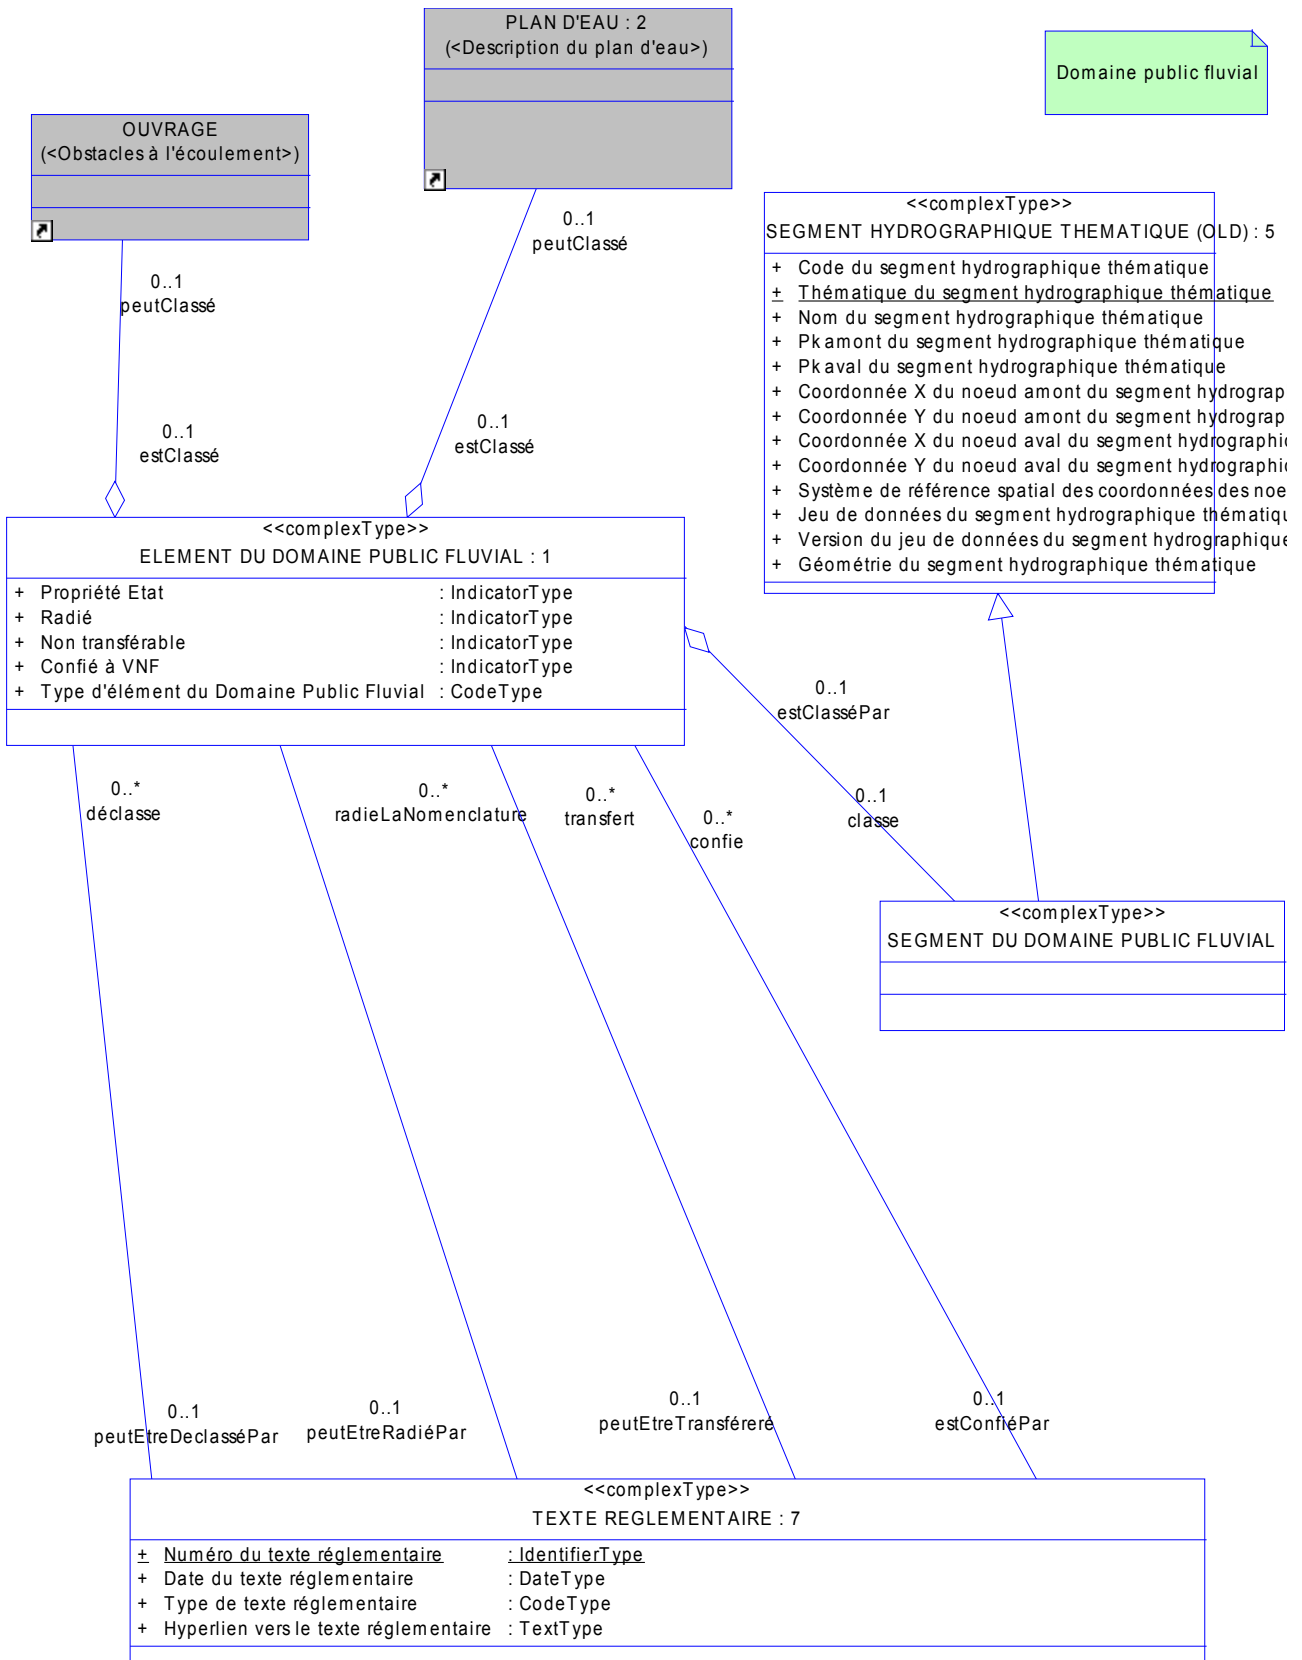 PLAN D'EAU : 2
(<Description du plan d'eau>)
Domaine public fluvial
OUVRAGE
(<Obstacles à l'écoulement>)
0..1
peutClassé
0..1
peutClassé
<<complexType>>
SEGMENT HYDROGRAPHIQUE THEMATIQUE (OLD) : 5
+ Code du segment hydrographique thématique
+ Thématique du segment hydrographique thématique
+ Nom du segment hydrographique thématique
+ Pk amont du segment hydrographique thématique
+ Pk aval du segment hydrographique thématique
+ Coordonnée X du noeud amont du segment hydrograp
+ Coordonnée Y du noeud amont du segment hydrograp
+ Coordonnée X du noeud aval du segment hydrographi
+ Coordonnée Y du noeud aval du segment hydrographi
+ Système de référence spatial des coordonnées des noe
+ Jeu de données du segment hydrographique thématiqu
+ Version du jeu de données du segment hydrographique
+ Géométrie du segment hydrographique thématique
0..1
estClassé
0..1
estClassé
<<complexType>>
ELEMENT DU DOMAINE PUBLIC FLUVIAL : 1
+ Propriété Etat : IndicatorType
+ Radié : IndicatorType
+ Non transférable : IndicatorType
+ Confié à VNF : IndicatorType
+ Type d'élément du Domaine Public Fluvial : CodeType
0..1
estClasséPar
0..1
classe
0..*
déclasse
0..*
radieLaNomenclature
0..*
transfert
0..*
confie
<<complexType>>
SEGMENT DU DOMAINE PUBLIC FLUVIAL
0..1
peutEtreDeclasséPar
0..1
peutEtreRadiéPar
0..1
peutEtreTransféreré
0..1
estConfiéPar
<<complexType>>
TEXTE REGLEMENTAIRE : 7
+ Numéro du texte réglementaire : IdentifierType
+ Date du texte réglementaire : DateType
+ Type de texte réglementaire : CodeType
+ Hyperlien vers le texte réglementaire : TextType